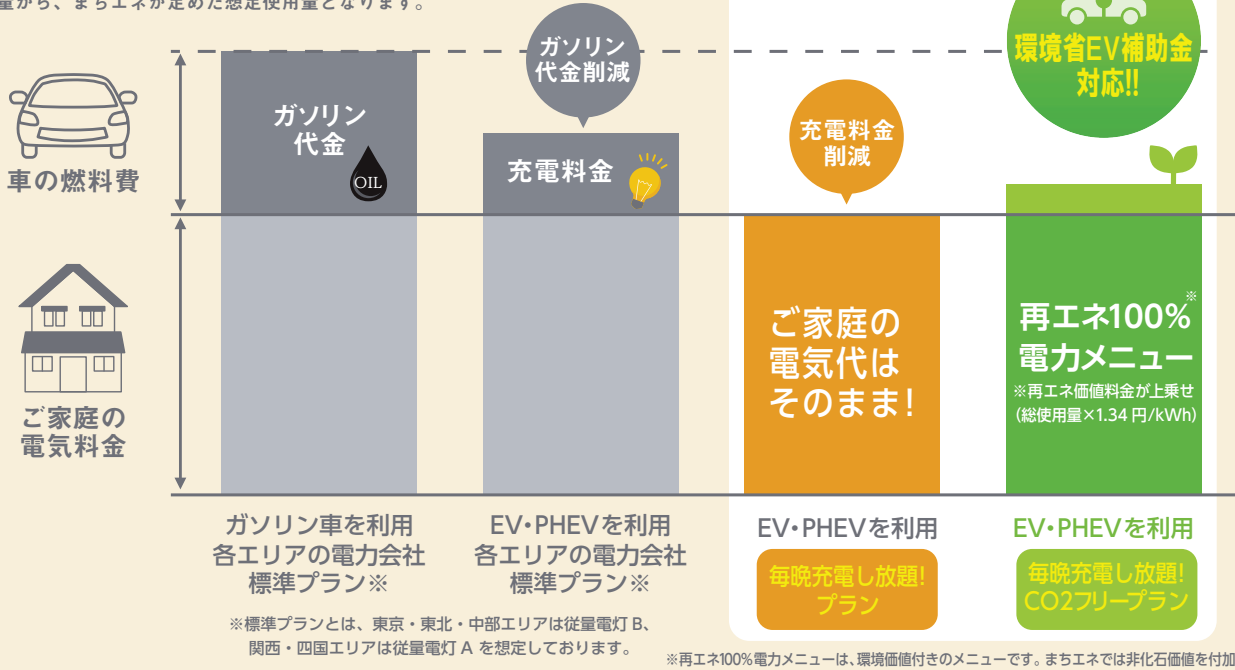 量から、まちエネが定めた想定使用量となります。
ガソリン
代金削減
環境省EV補助金
対応!!
ガソリン
代金
OIL
充電料金
充電料金
削減
車の燃料費
ご家庭の
電気代は
そのまま!
再エネ100%※
電力メニュー
※再エネ価値料金が上乗せ
(総使用量×1.34 円/kWh)
ご家庭の
電気料金
ガソリン車を利用
各エリアの電力会社
標準プラン※
EV・PHEVを利用
各エリアの電力会社
標準プラン※
EV・PHEVを利用
毎晩充電し放題!
プラン
EV・PHEVを利用
毎晩充電し放題!
CO2フリープラン
※標準プランとは、東京・東北・中部エリアは従量電灯 B、
関西・四国エリアは従量電灯 A を想定しております。
※再エネ100%電力メニューは、環境価値付きのメニューです。まちエネでは非化石価値を付加